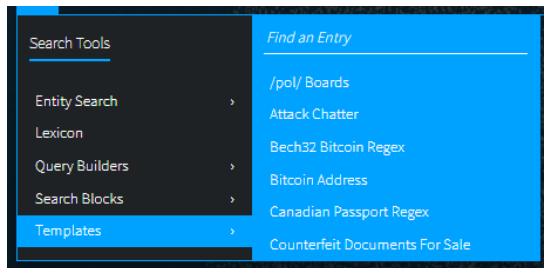 Search Tools
Entity Search
Lexicon
Query Builders
Search Blocks
Templates
Find an Entry
/pol/ Boards
Attack Chatter
Bech32 Bitcoin Regex
Bitcoin Address
Canadian Passport Regex
Counterfeit Documents For Sale